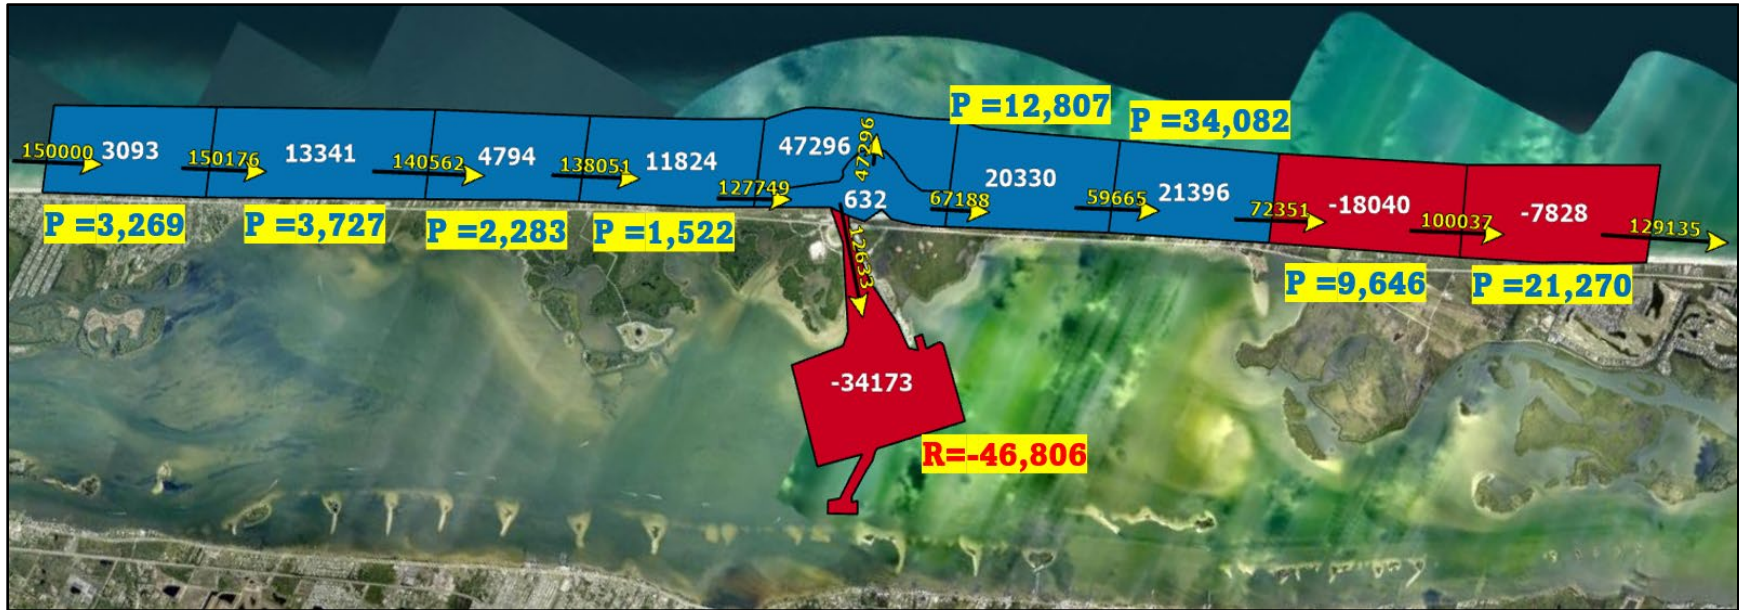 P =12,807
P =34,082
150000
3093
150176
13341
140562
4794
138051
11824
127749
47296
47296
632
67188
20330
59665
21396
72351
-18040
100037
-7828
129135
P =3,269
P =3,727
P =2,283
P =1,522
12633
P =9,646
P =21,270
-34173
R=-46,806